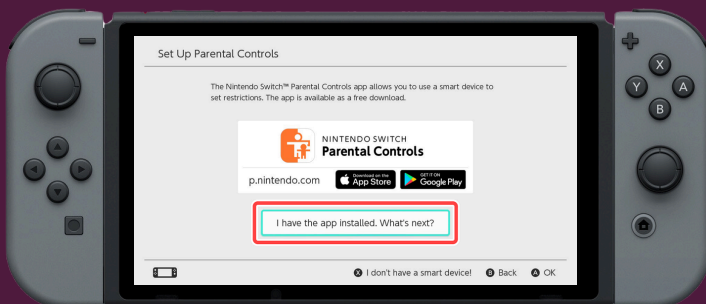 Set Up Parental Controls
The Nintendo Switch™ Parental Controls app allows you to use a smart device to
set restrictions. The app is available as a free download.
NINTENDO SWITCH
Parental Controls
p.nintendo.com
Download on the
App Store
GET IT ON
Google Play
I have the app installed. What's next?
X I don't have a smart device!
B Back
A OK
X
Y
A
B